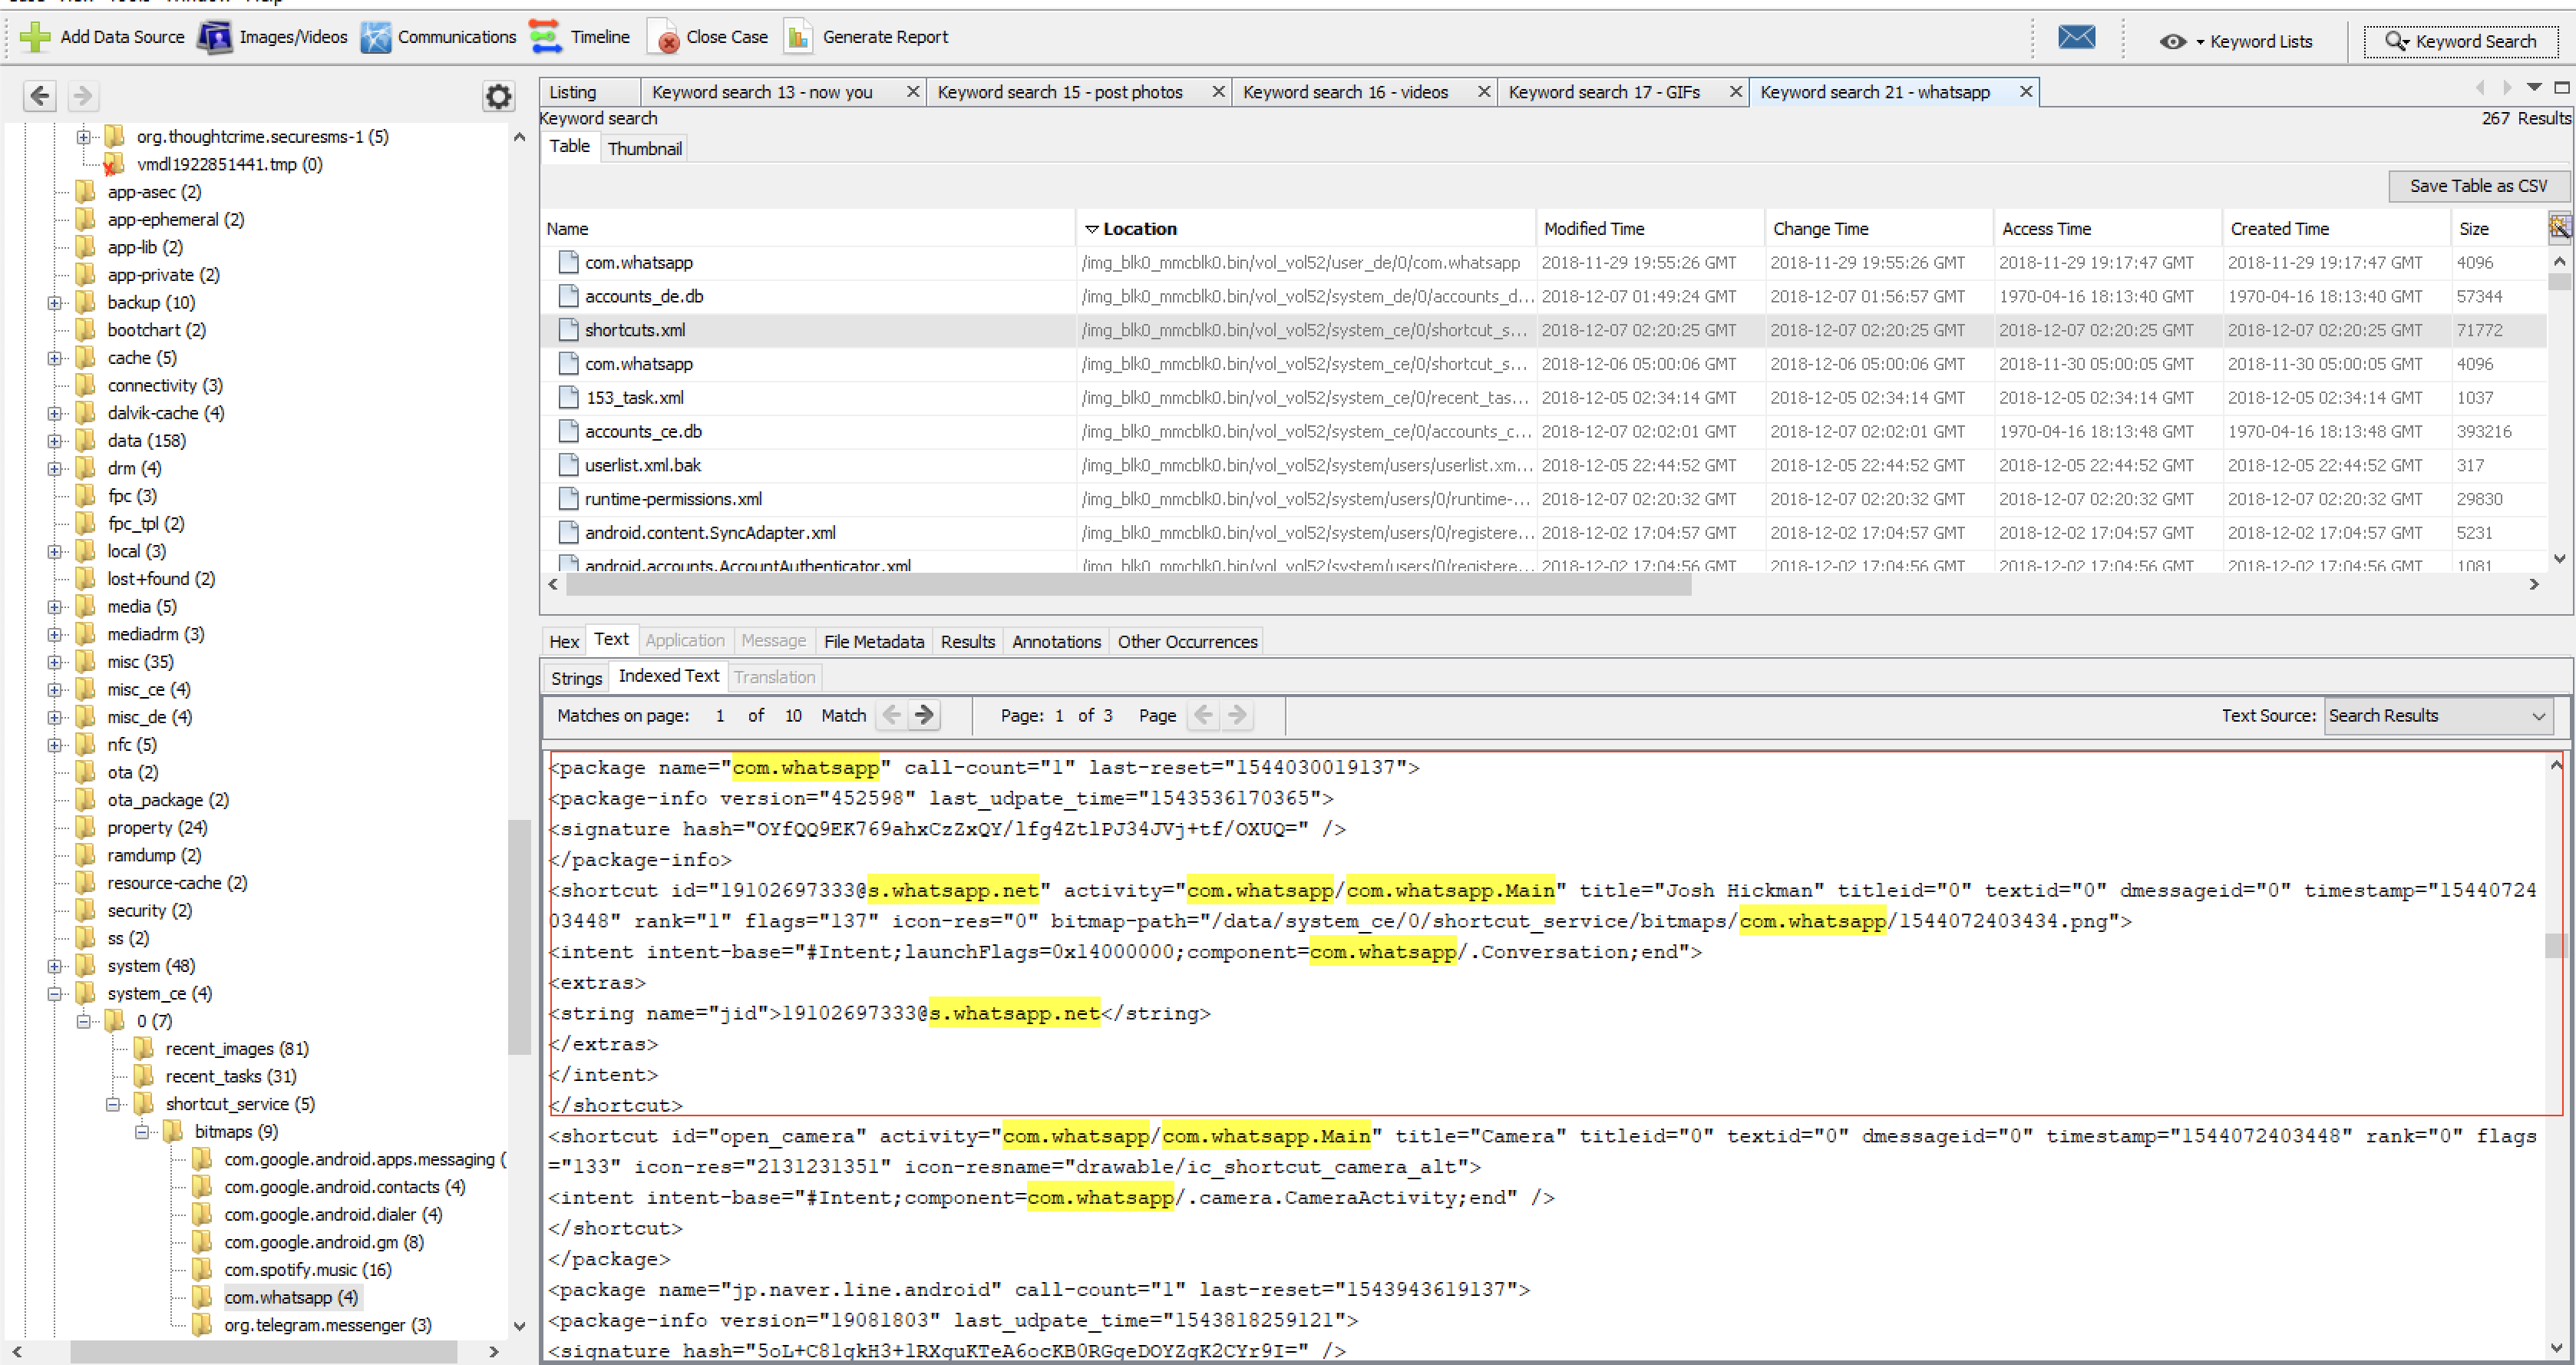 Add Data Source Images/Videos Communications Timeline Close Case Generate Report Keyword Lists Keyword Search
org.thoughtcrime.securesms-1 (5)
vmdl1922851441.tmp (0)
app-asec (2)
app-ephemeral (2)
app-lib (2)
app-private (2)
backup (10)
bootchart (2)
cache (5)
connectivity (3)
dalvik-cache (4)
data (158)
drm (4)
fpc (3)
fpc_tpl (2)
local (3)
lost+found (2)
media (5)
mediadrm (3)
misc (35)
misc_ce (4)
misc_de (4)
nfc (5)
ota (2)
ota_package (2)
property (24)
ramdump (2)
resource-cache (2)
security (2)
ss (2)
system (48)
system_ce (4)
0 (7)
recent_images (81)
recent_tasks (31)
shortcut_service (5)
bitmaps (9)
com.google.android.apps.messaging (
com.google.android.contacts (4)
com.google.android.dialer (4)
com.google.android.gm (8)
com.spotify.music (16)
com.whatsapp (4)
org.telegram.messenger (3)
Listing Keyword search 13 - now you Keyword search 15 - post photos Keyword search 16 - videos Keyword search 17 - GIFs Keyword search 21 - whatsapp
Keyword search 267 Results
Table Thumbnail
Save Table as CSV
Name Location Modified Time Change Time Access Time Created Time Size
com.whatsapp /img_blk0_mmcblk0.bin/vol_vol52/user_de/0/com.whatsapp 2018-11-29 19:55:26 GMT 2018-11-29 19:55:26 GMT 2018-11-29 19:17:47 GMT 2018-11-29 19:17:47 GMT 4096
accounts_de.db /img_blk0_mmcblk0.bin/vol_vol52/system_de/0/accounts_d... 2018-12-07 01:49:24 GMT 2018-12-07 01:56:57 GMT 1970-04-16 18:13:40 GMT 1970-04-16 18:13:40 GMT 57344
shortcuts.xml /img_blk0_mmcblk0.bin/vol_vol52/system_ce/0/shortcut_s... 2018-12-07 02:20:25 GMT 2018-12-07 02:20:25 GMT 2018-12-07 02:20:25 GMT 2018-12-07 02:20:25 GMT 71772
com.whatsapp /img_blk0_mmcblk0.bin/vol_vol52/system_ce/0/shortcut_s... 2018-12-06 05:00:06 GMT 2018-12-06 05:00:06 GMT 2018-11-30 05:00:05 GMT 2018-11-30 05:00:05 GMT 4096
153_task.xml /img_blk0_mmcblk0.bin/vol_vol52/system_ce/0/recent_tas... 2018-12-05 02:34:14 GMT 2018-12-05 02:34:14 GMT 2018-12-05 02:34:14 GMT 2018-12-05 02:34:14 GMT 1037
accounts_ce.db /img_blk0_mmcblk0.bin/vol_vol52/system_ce/0/accounts_c... 2018-12-07 02:02:01 GMT 2018-12-07 02:02:01 GMT 1970-04-16 18:13:48 GMT 1970-04-16 18:13:48 GMT 393216
userlist.xml.bak /img_blk0_mmcblk0.bin/vol_vol52/system/users/userlist.xm... 2018-12-05 22:44:52 GMT 2018-12-05 22:44:52 GMT 2018-12-05 22:44:52 GMT 2018-12-05 22:44:52 GMT 317
runtime-permissions.xml /img_blk0_mmcblk0.bin/vol_vol52/system/users/0/runtime-... 2018-12-07 02:20:32 GMT 2018-12-07 02:20:32 GMT 2018-12-07 02:20:32 GMT 2018-12-07 02:20:32 GMT 29830
android.content.SyncAdapter.xml /img_blk0_mmcblk0.bin/vol_vol52/system/users/0/registere... 2018-12-02 17:04:57 GMT 2018-12-02 17:04:57 GMT 2018-12-02 17:04:57 GMT 2018-12-02 17:04:57 GMT 5231
android.accounts.AccountAuthenticator.xml /img_blk0_mmcblk0.bin/vol_vol52/system/users/0/registere... 2018-12-02 17:04:56 GMT 2018-12-02 17:04:56 GMT 2018-12-02 17:04:56 GMT 2018-12-02 17:04:56 GMT 1081
Hex Text Application Message File Metadata Results Annotations Other Occurrences
Strings Indexed Text Translation
Matches on page: 1 of 10 Match Page: 1 of 3 Page Text Source: Search Results
<package name="com.whatsapp" call-count="1" last-reset="1544030019137">
<package-info version="452598" last_udpate_time="1543536170365">
<signature hash="OYfQQ9EK769ahxCzZxQY/lfg4ZtlPJ34JVj+tf/OXUQ=" />
</package-info>
<shortcut id="19102697333@s.whatsapp.net" activity="com.whatsapp/com.whatsapp.Main" title="Josh Hickman" titleid="0" textid="0" dmessageid="0" timestamp="15440724
03448" rank="1" flags="137" icon-res="0" bitmap-path="/data/system_ce/0/shortcut_service/bitmaps/com.whatsapp/1544072403434.png">
<intent intent-base="#Intent;launchFlags=0x14000000;component=com.whatsapp/.Conversation;end">
<extras>
<string name="jid">19102697333@s.whatsapp.net</string>
</extras>
</intent>
</shortcut>
<shortcut id="open_camera" activity="com.whatsapp/com.whatsapp.Main" title="Camera" titleid="0" textid="0" dmessageid="0" timestamp="1544072403448" rank="0" flags
="133" icon-res="2131231351" icon-resname="drawable/ic_shortcut_camera_alt">
<intent intent-base="#Intent;component=com.whatsapp/.camera.CameraActivity;end" />
</shortcut>
</package>
<package name="jp.naver.line.android" call-count="1" last-reset="1543943619137">
<package-info version="19081803" last_udpate_time="1543818259121">
<signature hash="5oL+C81qkH3+lRXquKTeA6ocKB0RGqeDOYZgK2CYr9I=" />